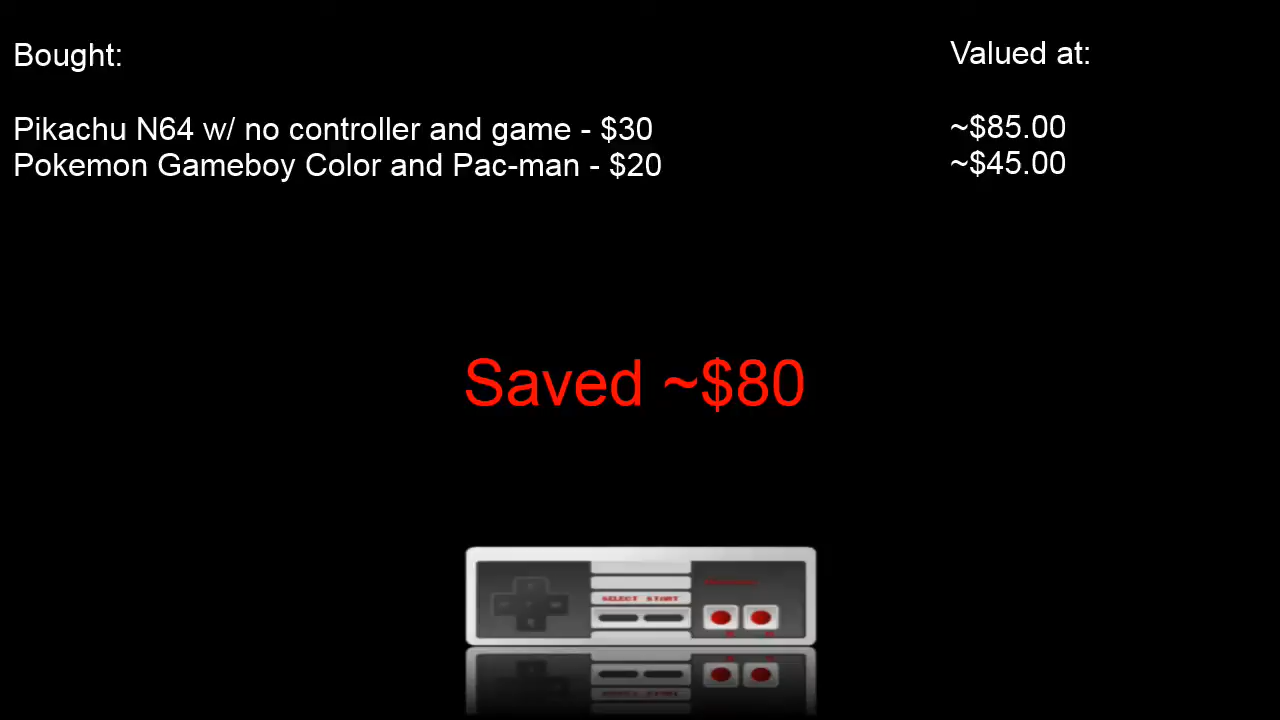 Bought:
Valued at:
Pikachu N64 w/ no controller and game - $30
~$85.00
Pokemon Gameboy Color and Pac-man - $20
~$45.00
Saved ~$80
SELECT START